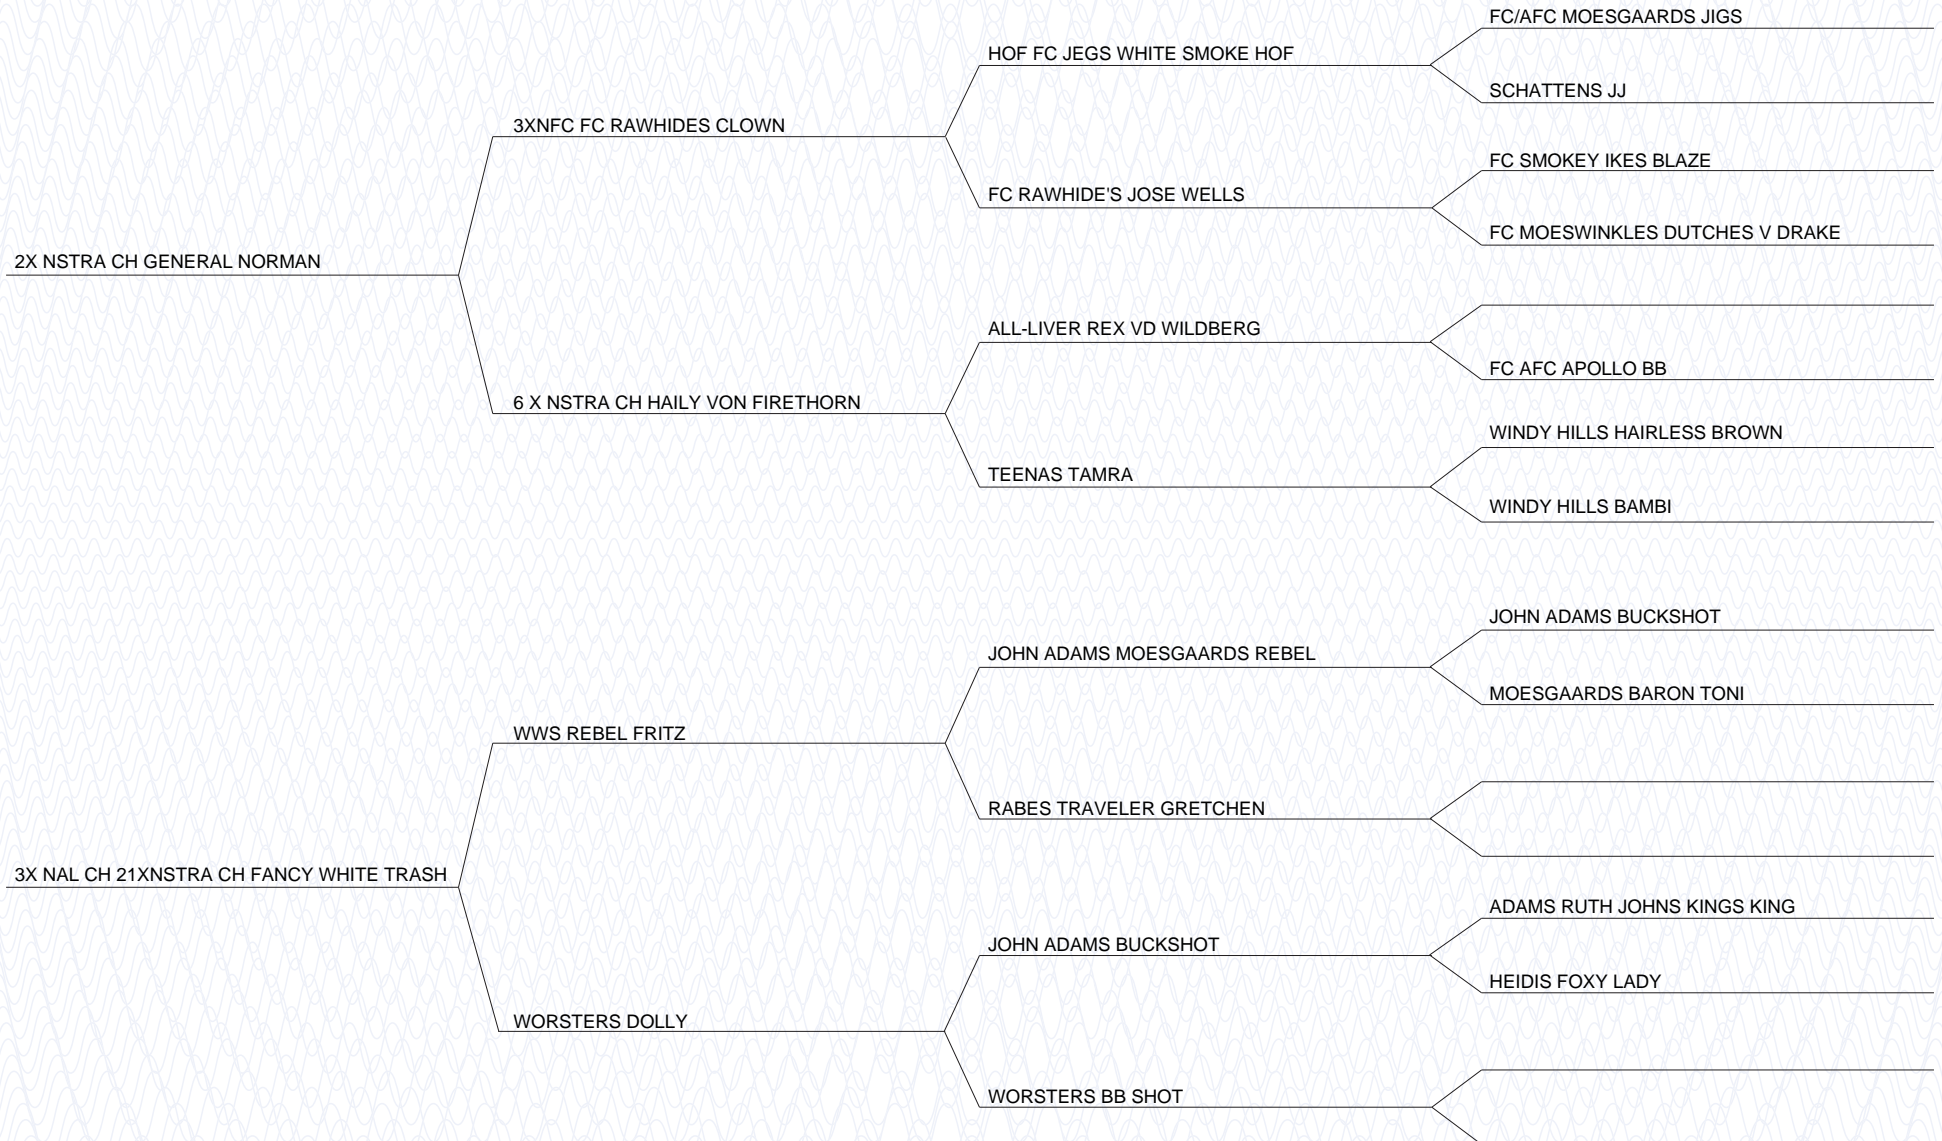 FC/AFC MOESGAARDS JIGS
HOF FC JEGS WHITE SMOKE HOF
SCHATTENS JJ
3XNFC FC RAWHIDES CLOWN
FC SMOKEY IKES BLAZE
FC RAWHIDE'S JOSE WELLS
FC MOESWINKLES DUTCHES V DRAKE
2X NSTRA CH GENERAL NORMAN
ALL-LIVER REX VD WILDBERG
FC AFC APOLLO BB
6 X NSTRA CH HAILY VON FIRETHORN
WINDY HILLS HAIRLESS BROWN
TEENAS TAMRA
WINDY HILLS BAMBI
JOHN ADAMS BUCKSHOT
JOHN ADAMS MOESGAARDS REBEL
MOESGAARDS BARON TONI
WWS REBEL FRITZ
RABES TRAVELER GRETCHEN
3X NAL CH 21XNSTRA CH FANCY WHITE TRASH
ADAMS RUTH JOHNS KINGS KING
JOHN ADAMS BUCKSHOT
HEIDIS FOXY LADY
WORSTERS DOLLY
WORSTERS BB SHOT